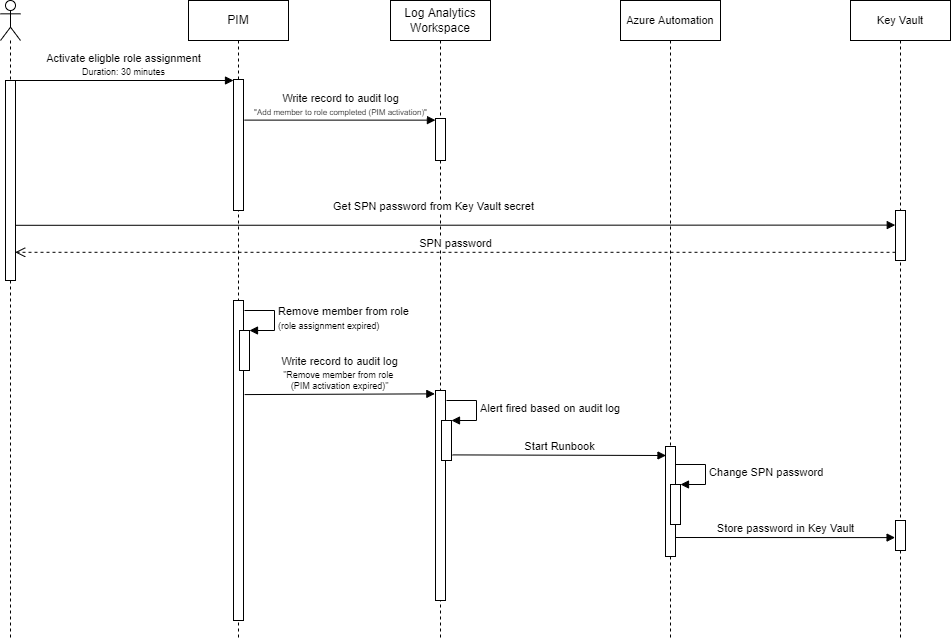 PIM
Log Analytics
Workspace
Azure Automation
Key Vault
Activate eligble role assignment
Duration: 30 minutes
Write record to audit log
"Add member to role completed (PIM activation)"
Get SPN password from Key Vault secret
SPN password
Remove member from role
(role assignment expired)
Write record to audit log
"Remove member from role
(PIM activation expired)"
Alert fired based on audit log
Start Runbook
Change SPN password
Store password in Key Vault